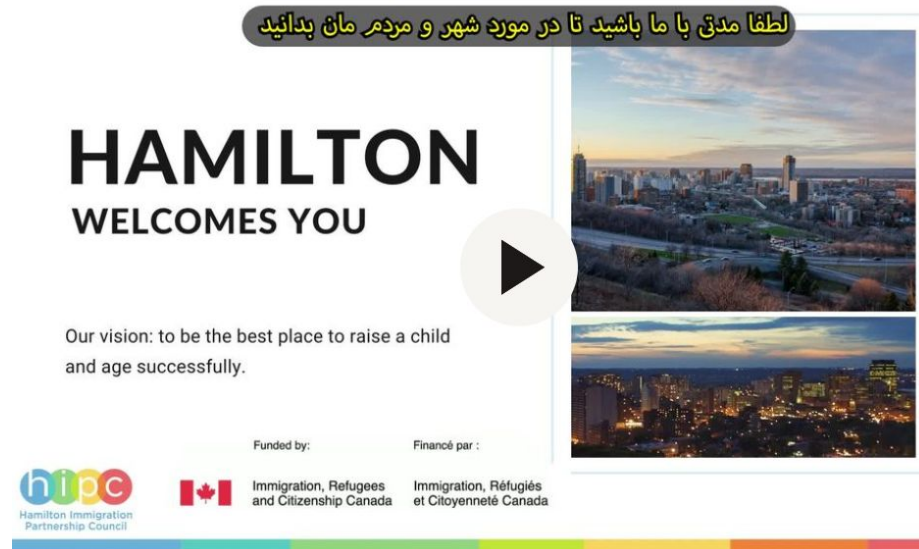 لطفا مدتی با ما باشید تا در مورد شهر و مردم مان بدانید
HAMILTON
WELCOMES YOU
Our vision: to be the best place to raise a child
and age successfully.
Funded by:
Immigration, Refugees
and Citizenship Canada
Financé par :
Immigration, Réfugiés
et Citoyenneté Canada
hipc
Hamilton Immigration
Partnership Council